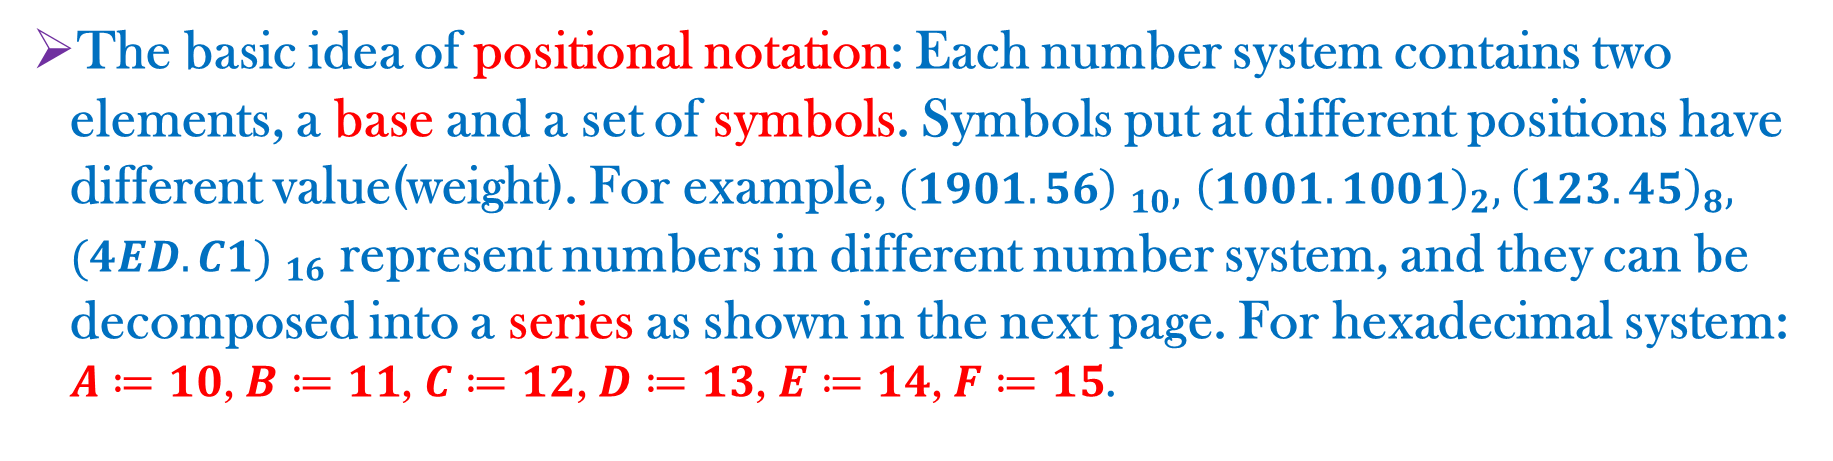 ➢The basic idea of positional notation: Each number system contains two
elements, a base and a set of symbols. Symbols put at different positions have
different value(weight). For example, (1901.56) ₁₀, (1001.1001)₂, (123.45)₈,
(4ED.C1) ₁₆ represent numbers in different number system, and they can be
decomposed into a series as shown in the next page. For hexadecimal system:
A ≔ 10, B ≔ 11, C ≔ 12, D ≔ 13, E ≔ 14, F ≔ 15.